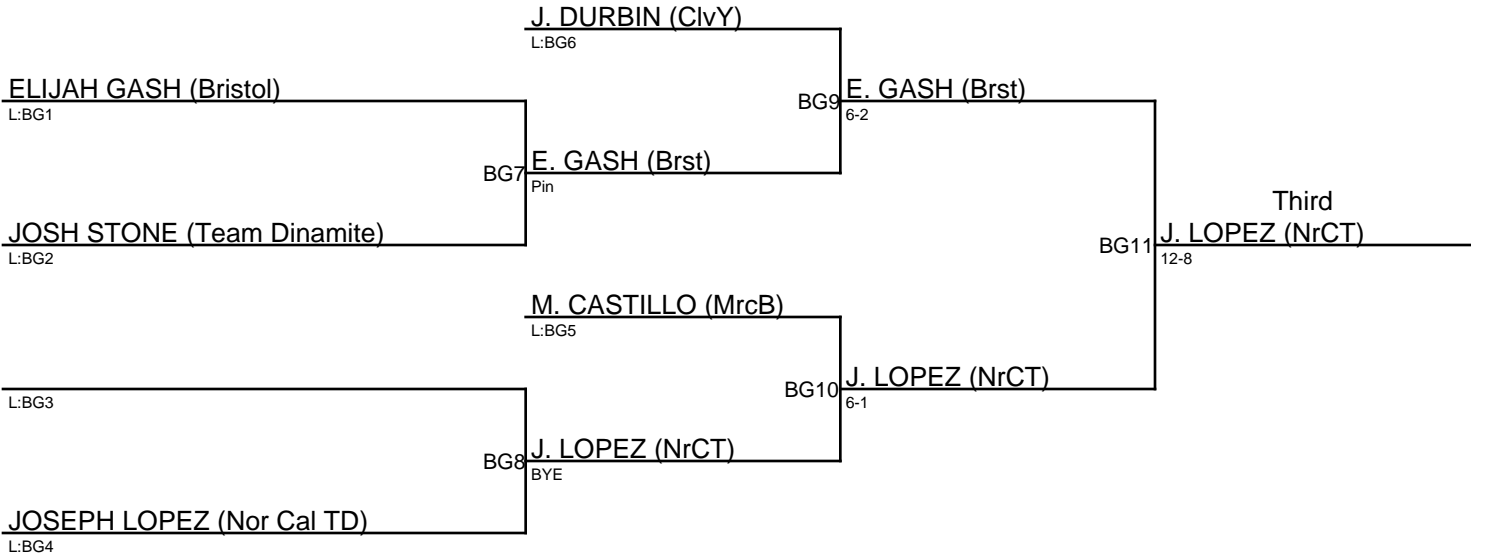 J. DURBIN (ClvY)
L:BG6
ELIJAH GASH (Bristol)
L:BG1
BG9
E. GASH (Brst)
6-2
BG7
E. GASH (Brst)
Pin
JOSH STONE (Team Dinamite)
L:BG2
Third
BG11
J. LOPEZ (NrCT)
12-8
M. CASTILLO (MrcB)
L:BG5
L:BG3
BG10
J. LOPEZ (NrCT)
6-1
BG8
J. LOPEZ (NrCT)
BYE
JOSEPH LOPEZ (Nor Cal TD)
L:BG4